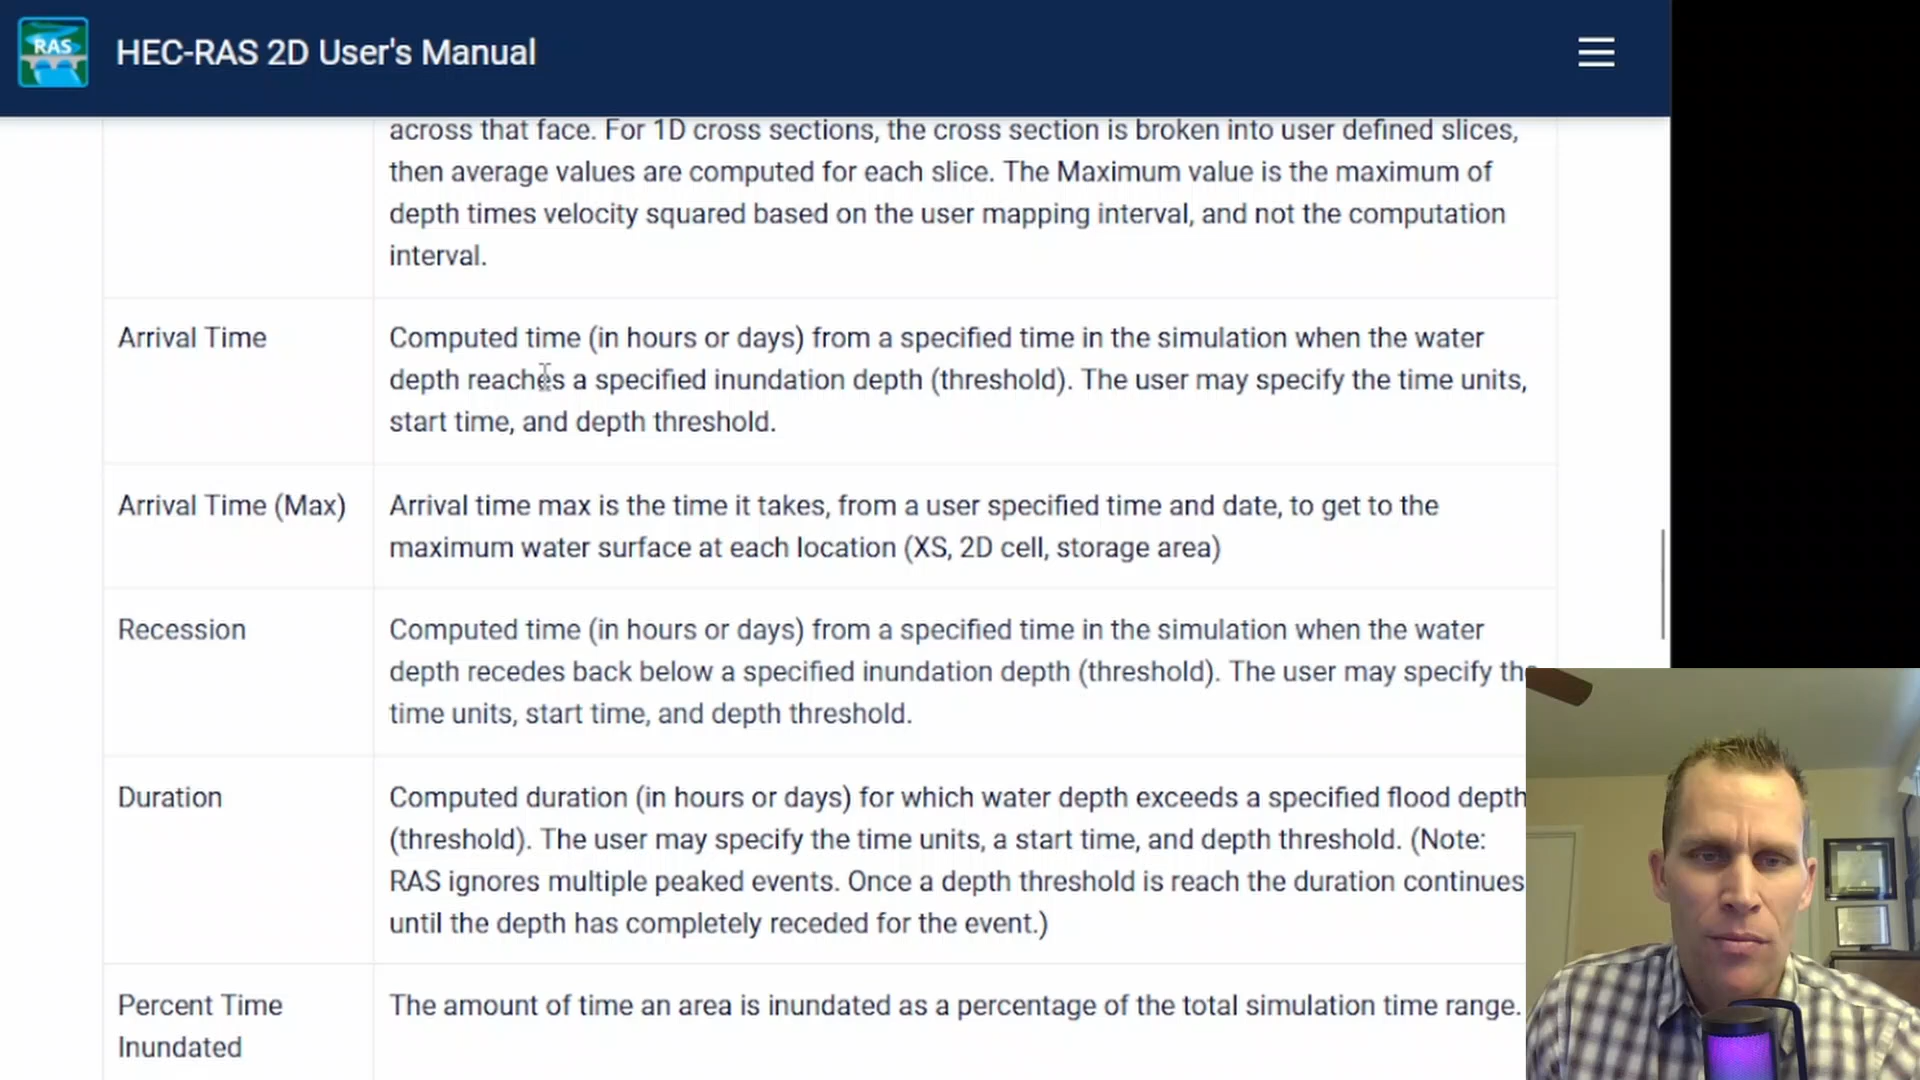 RAS
HEC-RAS 2D User's Manual
across that face. For 1D cross sections, the cross section is broken into user defined slices,
then average values are computed for each slice. The Maximum value is the maximum of
depth times velocity squared based on the user mapping interval, and not the computation
interval.
Arrival Time
Computed time (in hours or days) from a specified time in the simulation when the water
depth reaches a specified inundation depth (threshold). The user may specify the time units,
start time, and depth threshold.
Arrival Time (Max)
Arrival time max is the time it takes, from a user specified time and date, to get to the
maximum water surface at each location (XS, 2D cell, storage area)
Recession
Computed time (in hours or days) from a specified time in the simulation when the water
depth recedes back below a specified inundation depth (threshold). The user may specify the
time units, start time, and depth threshold.
Duration
Computed duration (in hours or days) for which water depth exceeds a specified flood depth
(threshold). The user may specify the time units, a start time, and depth threshold. (Note:
RAS ignores multiple peaked events. Once a depth threshold is reach the duration continues
until the depth has completely receded for the event.)
Percent Time
Inundated
The amount of time an area is inundated as a percentage of the total simulation time range.